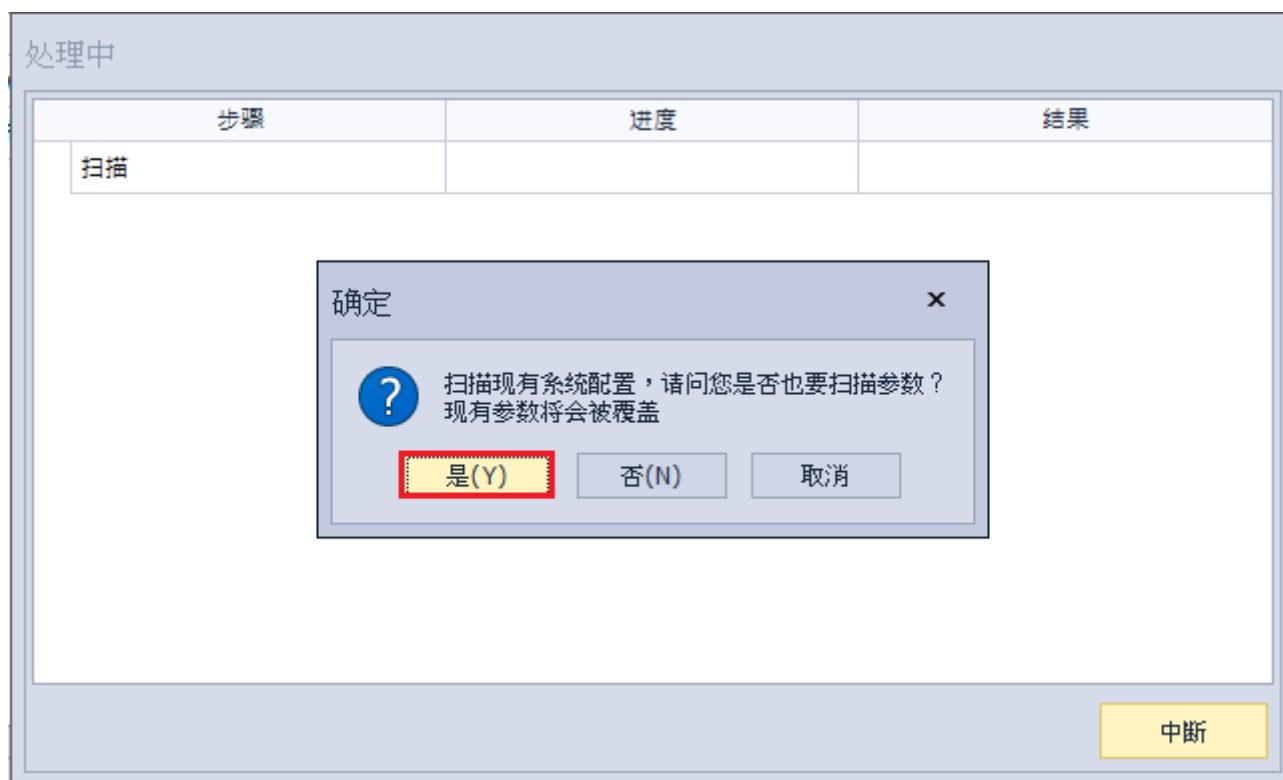 处理中
步骤 进度 结果
扫描
确定
扫描现有系统配置，请问您是否也要扫描参数？
现有参数将会被覆盖
是(Y) 否(N) 取消
中断